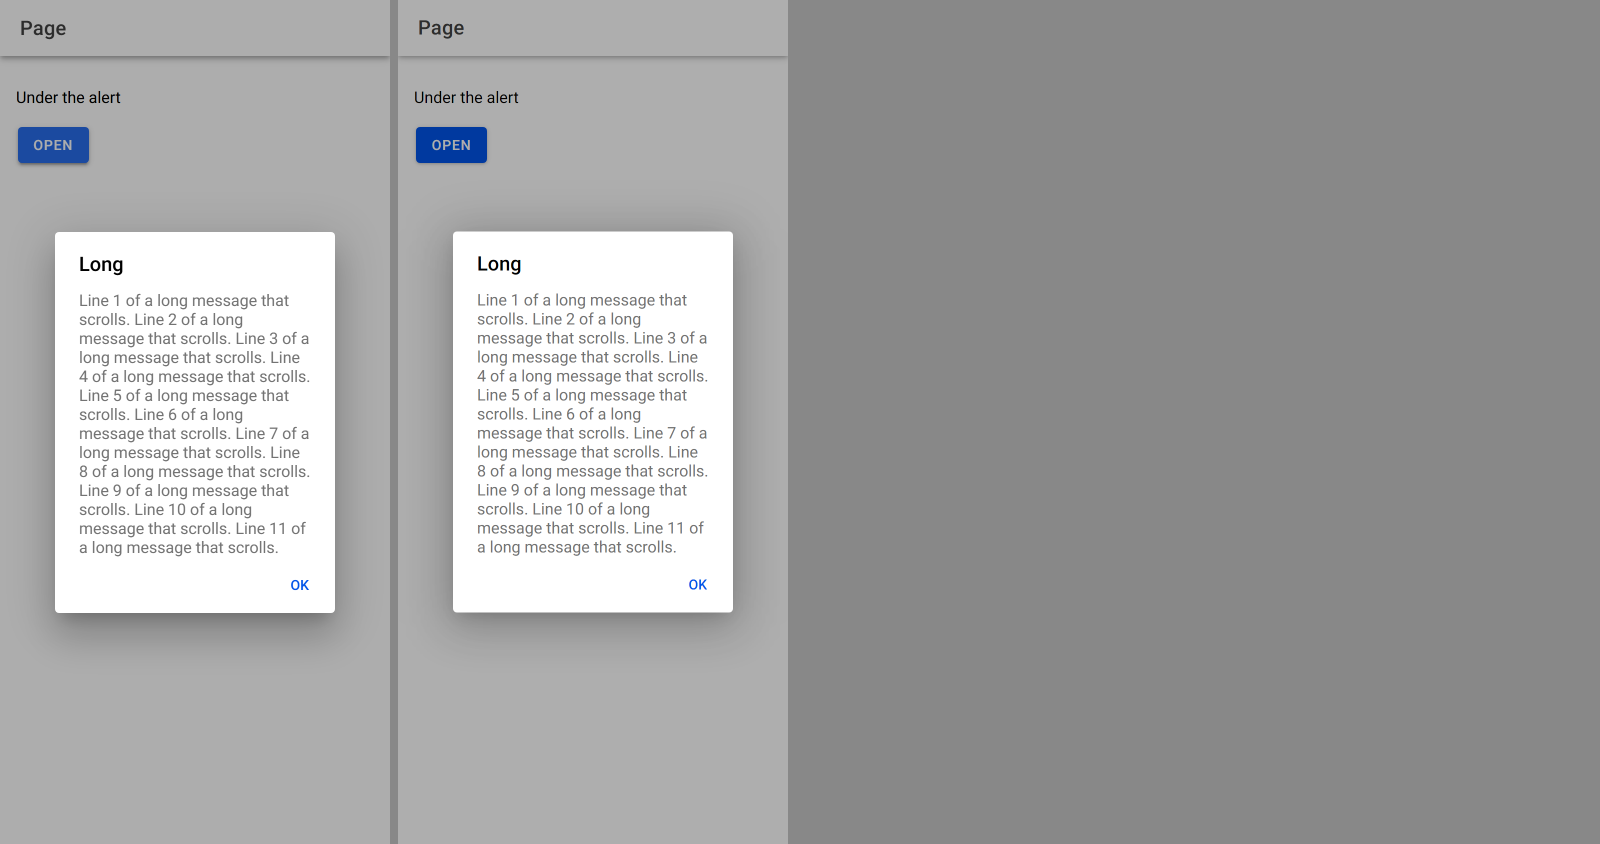 Page
Under the alert
OPEN
Long
Line 1 of a long message that
scrolls. Line 2 of a long
message that scrolls. Line 3 of a
long message that scrolls. Line
4 of a long message that scrolls.
Line 5 of a long message that
scrolls. Line 6 of a long
message that scrolls. Line 7 of a
long message that scrolls. Line
8 of a long message that scrolls.
Line 9 of a long message that
scrolls. Line 10 of a long
message that scrolls. Line 11 of
a long message that scrolls.
OK
Page
Under the alert
OPEN
Long
Line 1 of a long message that
scrolls. Line 2 of a long
message that scrolls. Line 3 of a
long message that scrolls. Line
4 of a long message that scrolls.
Line 5 of a long message that
scrolls. Line 6 of a long
message that scrolls. Line 7 of a
long message that scrolls. Line
8 of a long message that scrolls.
Line 9 of a long message that
scrolls. Line 10 of a long
message that scrolls. Line 11 of
a long message that scrolls.
OK